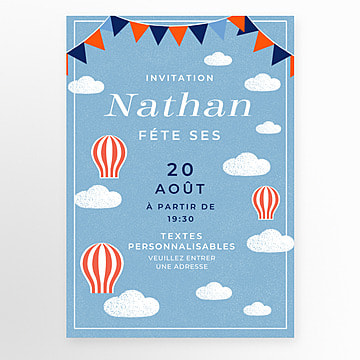 INVITATION
Nathan
FÉTE SES
20
AOÛT
À PARTIR DE
19:30
TEXTES
PERSONNALISABLES
VEUILLEZ ENTRER
UNE ADRESSE